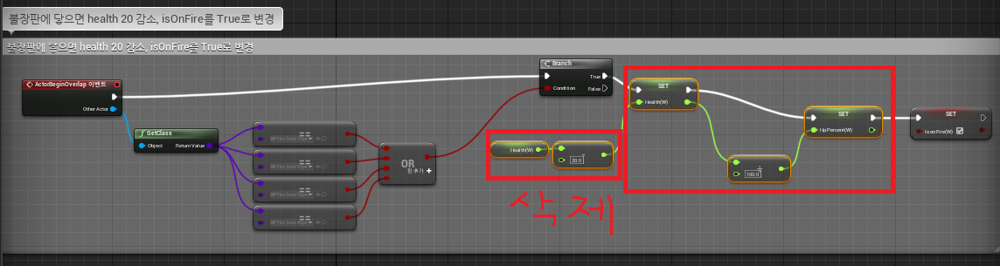 불장판에 닿으면 health 20 감소, isOnFire를 True로 변경
불장판에 닿으면 health 20 감소, isOnFire를 True로 변경
ActorBeginOverlap 이벤트
Other Actor
GetClass
Object Return Value
==
==
==
==
OR
핀 추가 +
Branch
True
Condition False
Health(W)
20.0
SET
Health(W)
÷
100.0
SET
Hp Percent(W)
SET
Is on Fire(W)
삭제